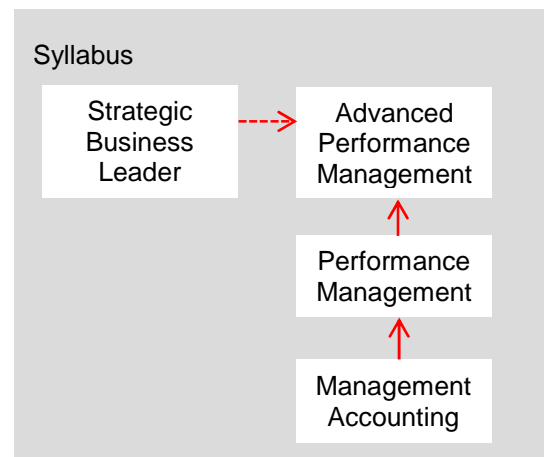 Syllabus
Strategic
Business
Leader
Advanced
Performance
Management
Performance
Management
Management
Accounting